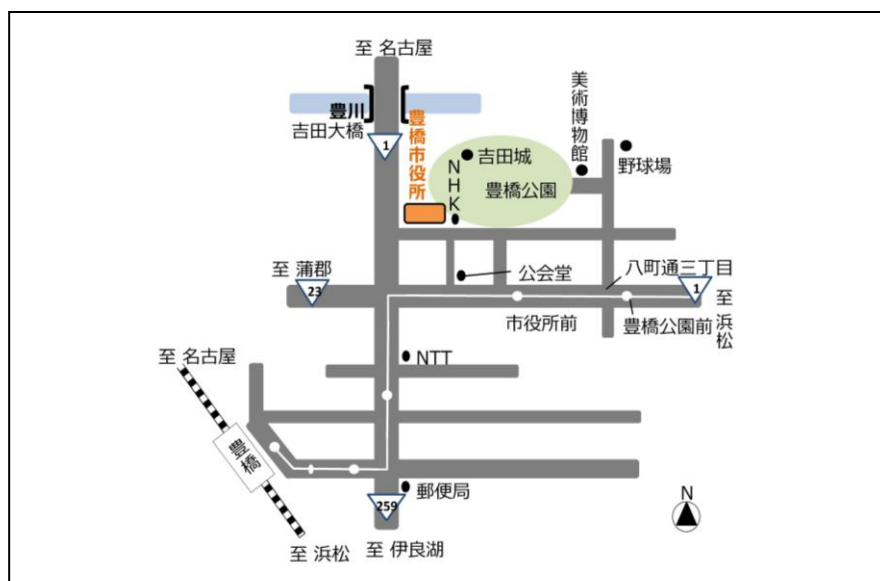 至 名古屋
豊川
吉田大橋
1
豊橋市役所
NHK
吉田城
豊橋公園
美術博物館
野球場
至 蒲郡
23
公会堂
八町通三丁目
1
至 浜松
市役所前
豊橋公園前
至 名古屋
NTT
豊橋
郵便局
259
N
至 浜松
至 伊良湖